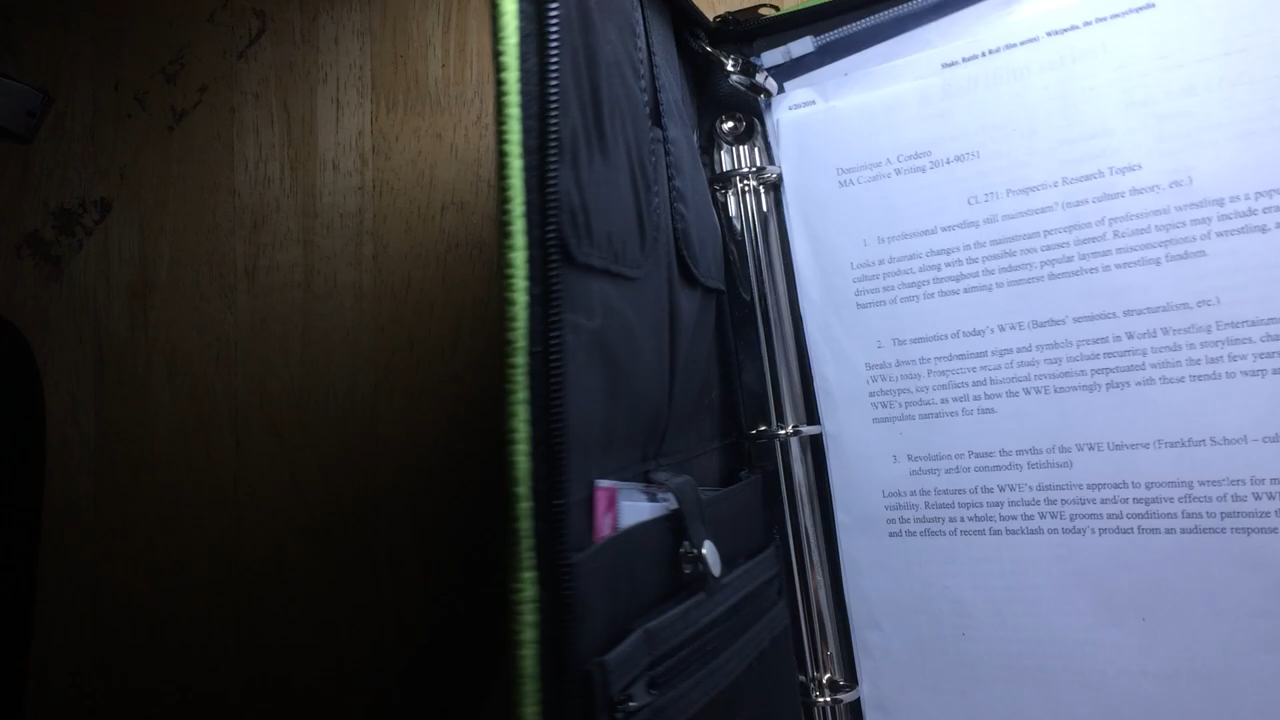 Shake, Rattle & Roll (film series) - Wikipedia, the free encyclopedia
4/20/2016
Dominique A. Cordero
MA Creative Writing 2014-90751
CL 271: Prospective Research Topics
1. Is professional wrestling still mainstream? (mass culture theory, etc.)
Looks at dramatic changes in the mainstream perception of professional wrestling as a
culture product, along with the possible root causes thereof. Related topics may include
driven sea changes throughout the industry, popular layman misconceptions of wrestling,
barriers of entry for those aiming to immerse themselves in wrestling fandom.
2. The semiotics of today's WWE (Barthes' semiotics, structuralism, etc.)
Breaks down the predominant signs and symbols present in World Wrestling
(WWE) today. Prospective areas of study may include recurring trends in storylines,
archetypes, key conflicts and historical revisionism perpetuated within the last few
WWE's product, as well as how the WWE knowingly plays with these trends to warp
manipulate narratives for fans.
3. Revolution on Pause: the myths of the WWE Universe (Frankfurt School –
industry and/or commodity fetishism)
Looks at the features of the WWE's distinctive approach to grooming wrestlers for
visibility. Related topics may include the positive and/or negative effects of the
on the industry as a whole; how the WWE grooms and conditions fans to patronize
and the effects of recent fan backlash on today's product from an audience response